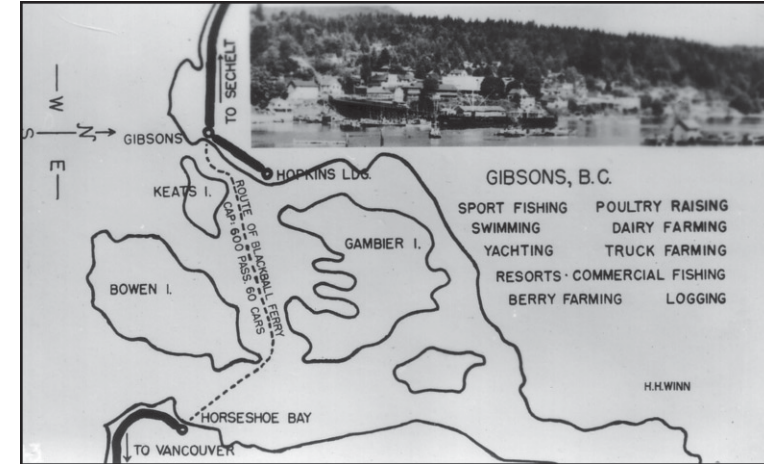 TO SECHELT
W
S
N
E
GIBSONS
HOPKINS LDG.
KEATS I.
ROUTE OF BLACKBALL FERRY
CAP: 600 PASS. 60 CARS
GAMBIER I.
BOWEN I.
HORSESHOE BAY
TO VANCOUVER
GIBSONS, B.C.
SPORT FISHING POULTRY RAISING
SWIMMING DAIRY FARMING
YACHTING TRUCK FARMING
RESORTS · COMMERCIAL FISHING
BERRY FARMING LOGGING
H.H.WINN
3